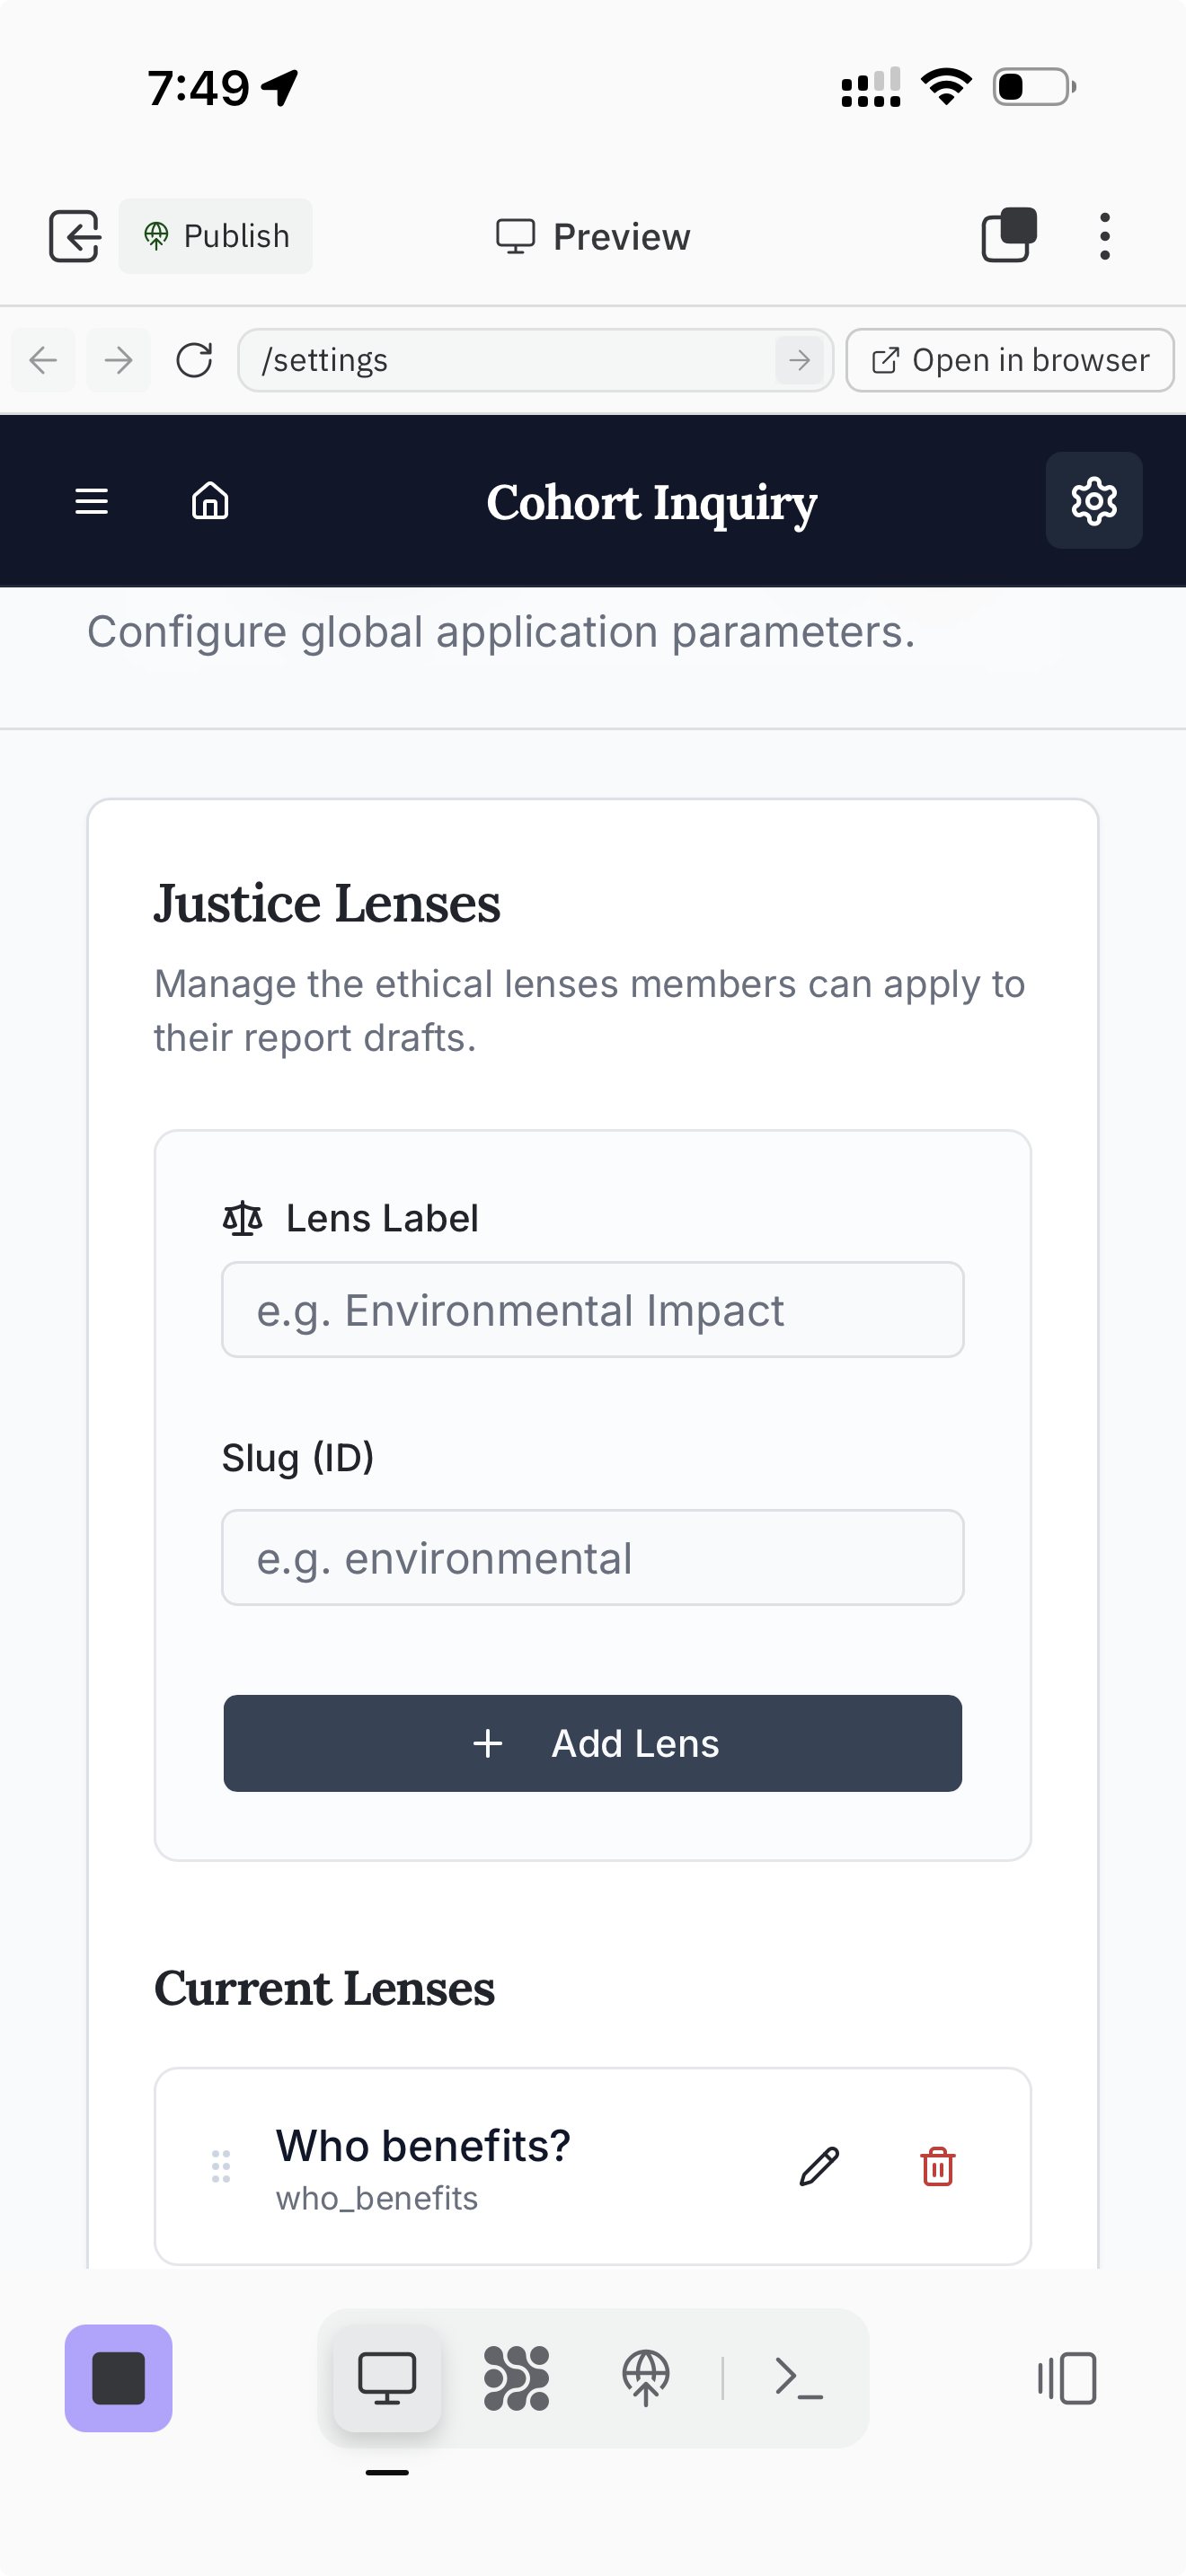 7:49
Publish
Preview
/settings
Open in browser
Cohort Inquiry
Configure global application parameters.
Justice Lenses
Manage the ethical lenses members can apply to
their report drafts.
Lens Label
e.g. Environmental Impact
Slug (ID)
e.g. environmental
Add Lens
Current Lenses
Who benefits?
who_benefits